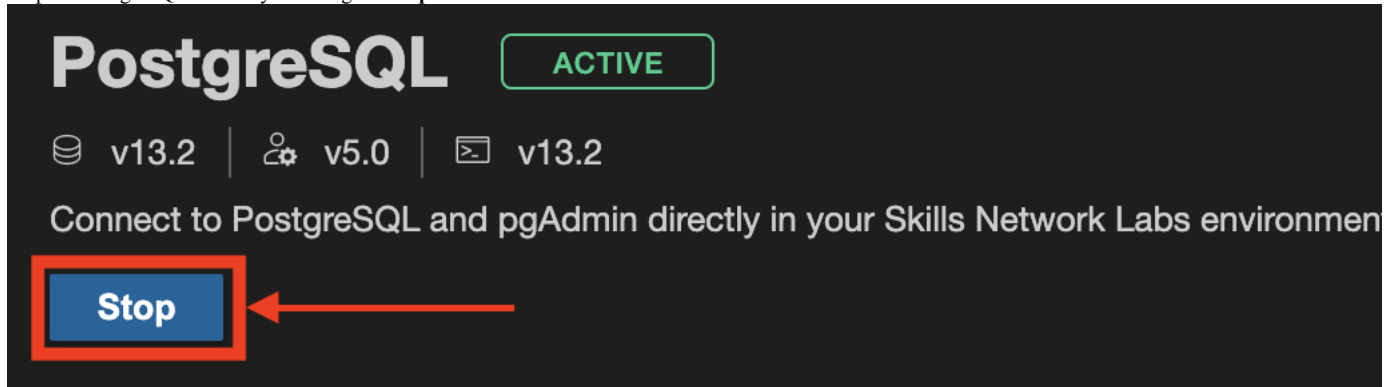 PostgreSQL ACTIVE
v13.2 v5.0 v13.2
Connect to PostgreSQL and pgAdmin directly in your Skills Network Labs
Stop